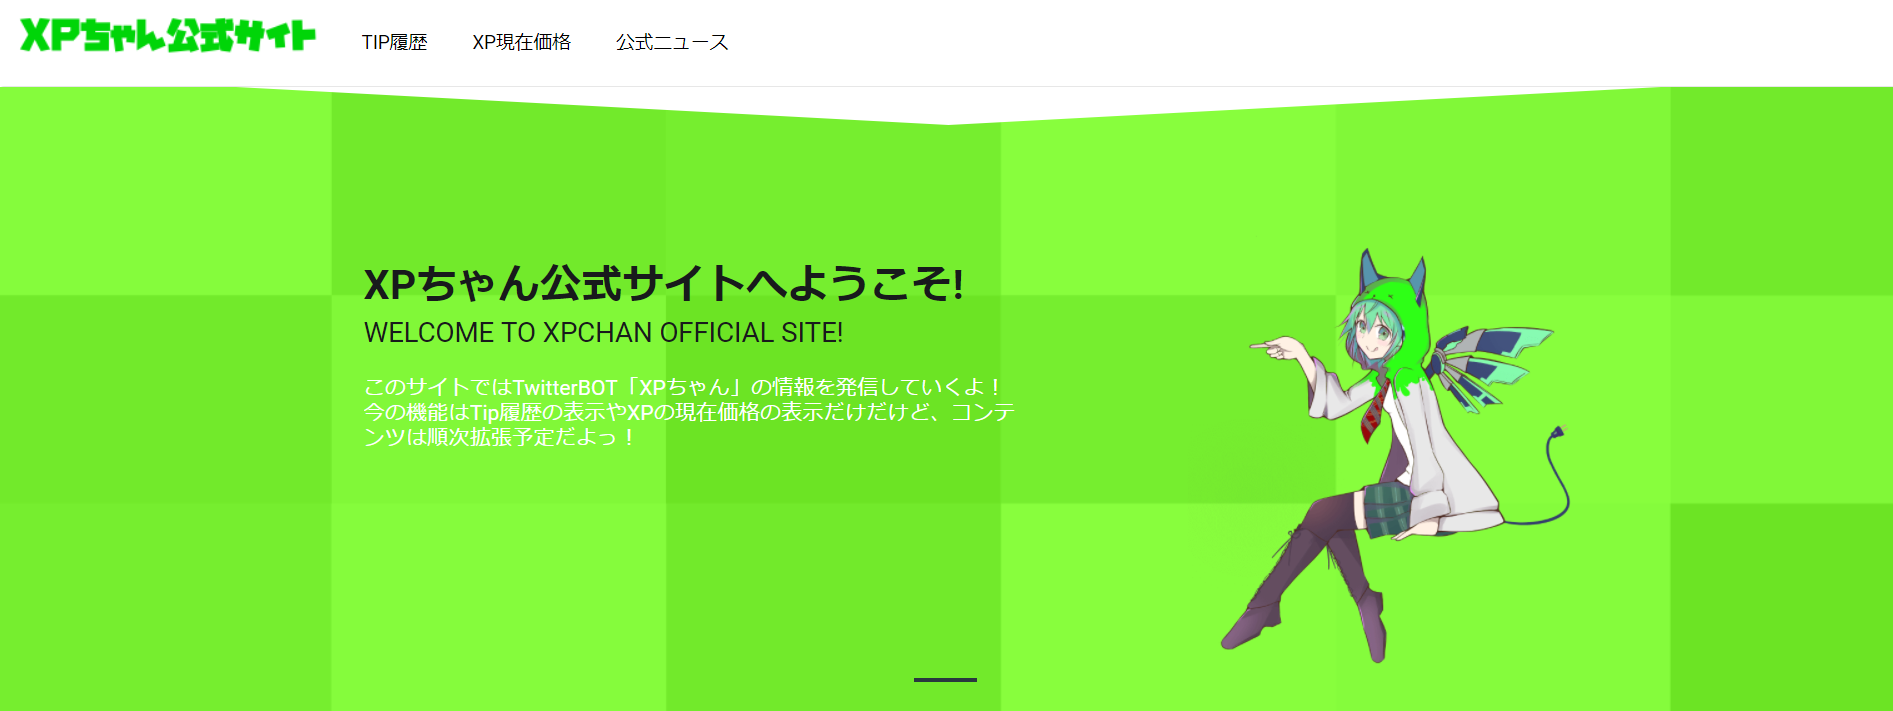 XPちゃん公式サイト
TIP履歴
XP現在価格
公式ニュース
XPちゃん公式サイトへようこそ!
WELCOME TO XPCHAN OFFICIAL SITE!
このサイトではTwitterBOT「XPちゃん」の情報を発信していくよ！
今の機能はTip履歴の表示やXPの現在価格の表示だけだけど、コンテ
ンツは順次拡張予定だよっ！